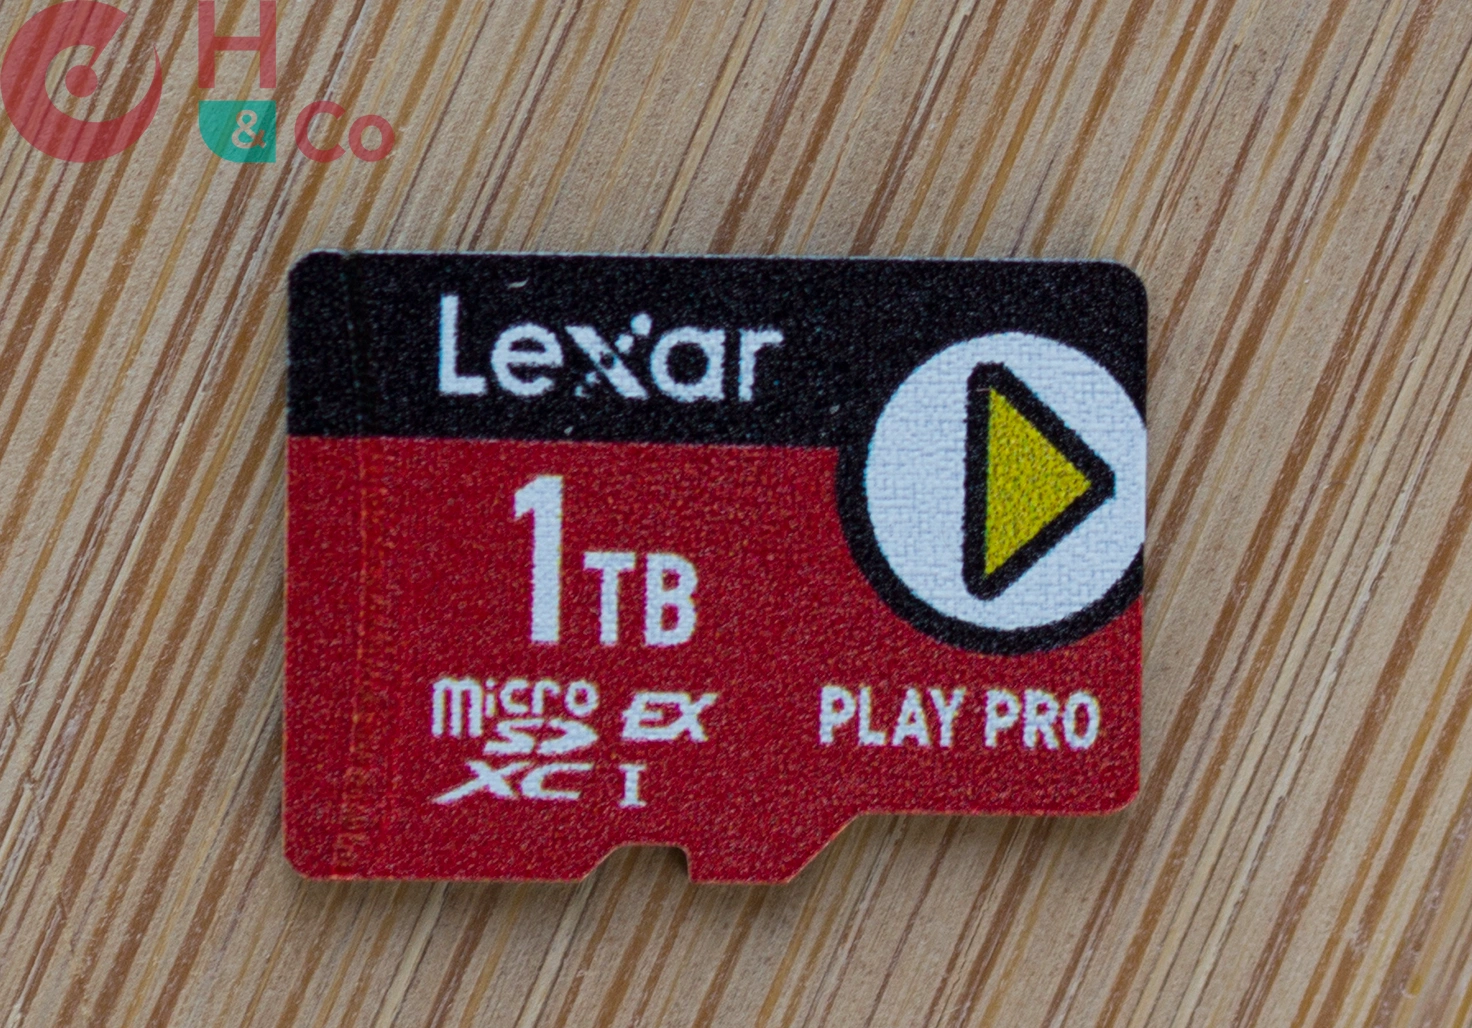 H
& Co
Lexar
1TB
micro EX
SD
XC I
PLAY PRO